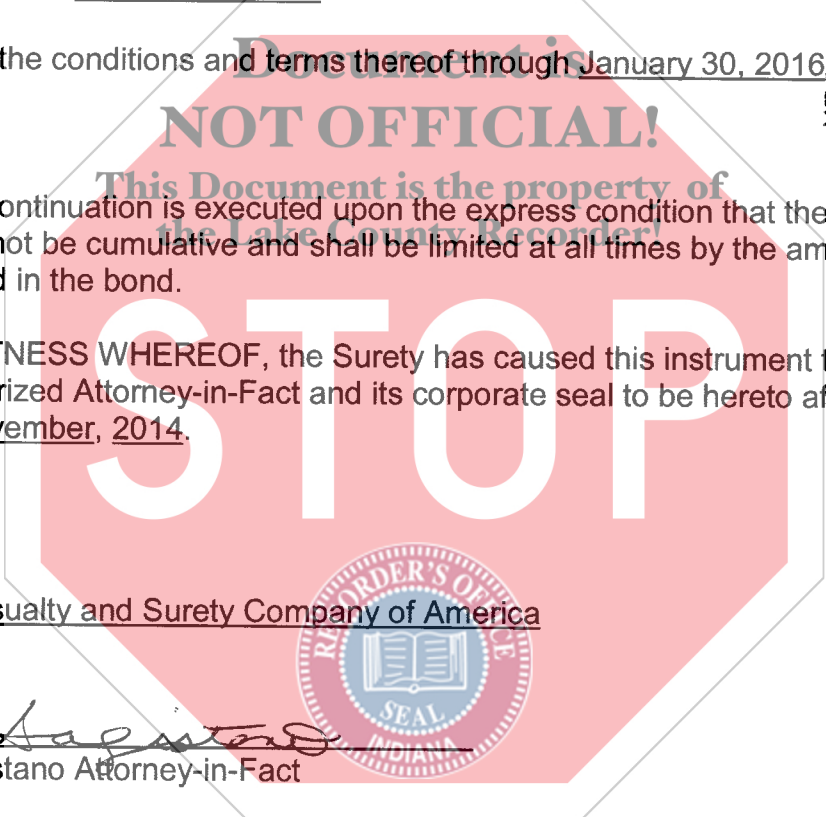 Document is
the conditions and terms thereof through January 30, 2016
NOT OFFICIAL!
This Document is the property of
ontinuation is executed upon the express condition that the
the Lake County Recorder!
not be cumulative and shall be limited at all times by the am
d in the bond.
STOP
TNESS WHEREOF, the Surety has caused this instrument t
rized Attorney-in-Fact and its corporate seal to be hereto af
vember, 2014.
RECORDER'S OFFICE
sualty and Surety Company of America
SEAL
INDIANA
stano Attorney-in-Fact